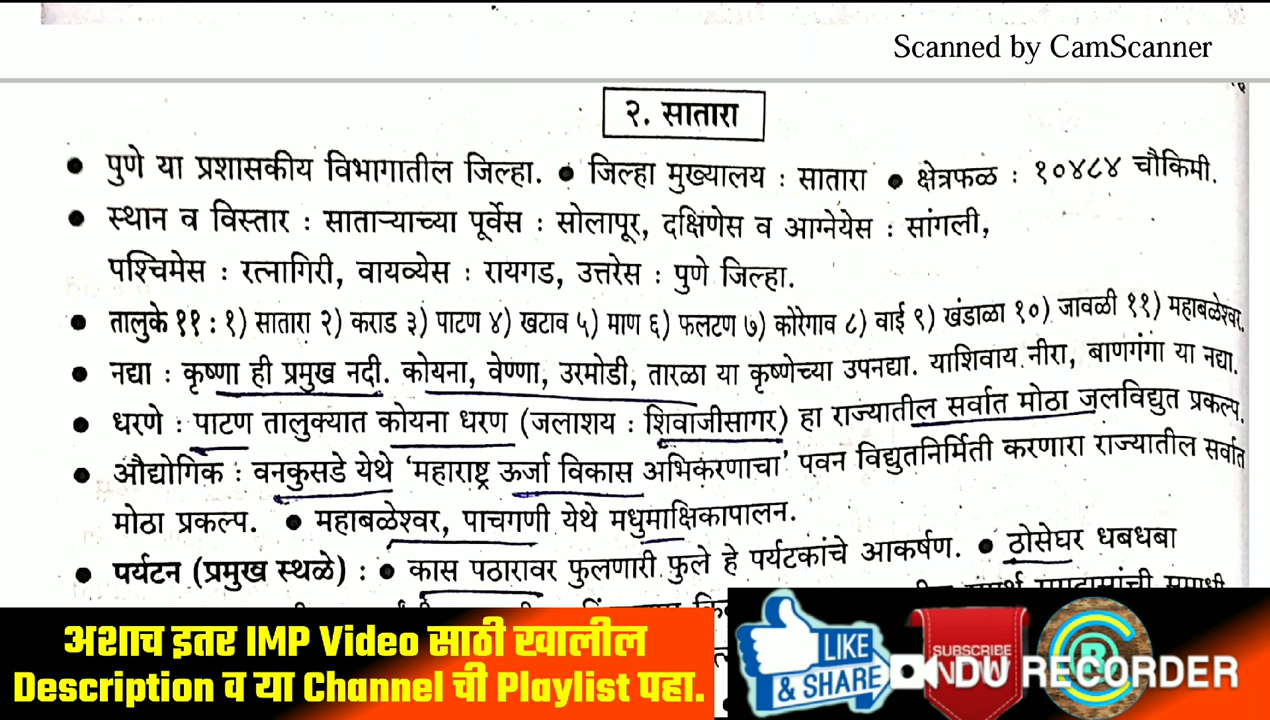 Scanned by CamScanner
२. सातारा
● पुणे या प्रशासकीय विभागातील जिल्हा. ● जिल्हा मुख्यालय : सातारा ● क्षेत्रफळ : १०४८४ चौकिमी.
● स्थान व विस्तार : साताऱ्याच्या पूर्वेस : सोलापूर, दक्षिणेस व आग्नेयेस : सांगली,
पश्चिमेस : रत्नागिरी, वायव्येस : रायगड, उत्तरेस : पुणे जिल्हा.
● तालुके ११ : १) सातारा २) कराड ३) पाटण ४) खटाव ५) माण ६) फलटण ७) कोरेगाव ८) वाई ९) खंडाळा १०) जावळी ११) महाबळेश्वर.
● नद्या : कृष्णा ही प्रमुख नदी. कोयना, वेण्णा, उरमोडी, तारळा या कृष्णेच्या उपनद्या. याशिवाय नीरा, बाणगंगा या नद्या.
● धरणे : पाटण तालुक्यात कोयना धरण (जलाशय : शिवाजीसागर) हा राज्यातील सर्वात मोठा जलविद्युत प्रकल्प.
● औद्योगिक : वनकुसडे येथे 'महाराष्ट्र ऊर्जा विकास अभिकरणाचा' पवन विद्युतनिर्मिती करणारा राज्यातील सर्वात
मोठा प्रकल्प. ● महाबळेश्वर, पाचगणी येथे मधुमाक्षिकापालन.
● पर्यटन (प्रमुख स्थळे) : ● कास पठारावर फुलणारी फुले हे पर्यटकांचे आकर्षण. ● ठोसेघर धबधबा
अशाच इतर IMP Video साठी खालील
Description व या Channel ची Playlist पहा.
LIKE
& SHARE
SUBSCRIBE
DU RECORDER